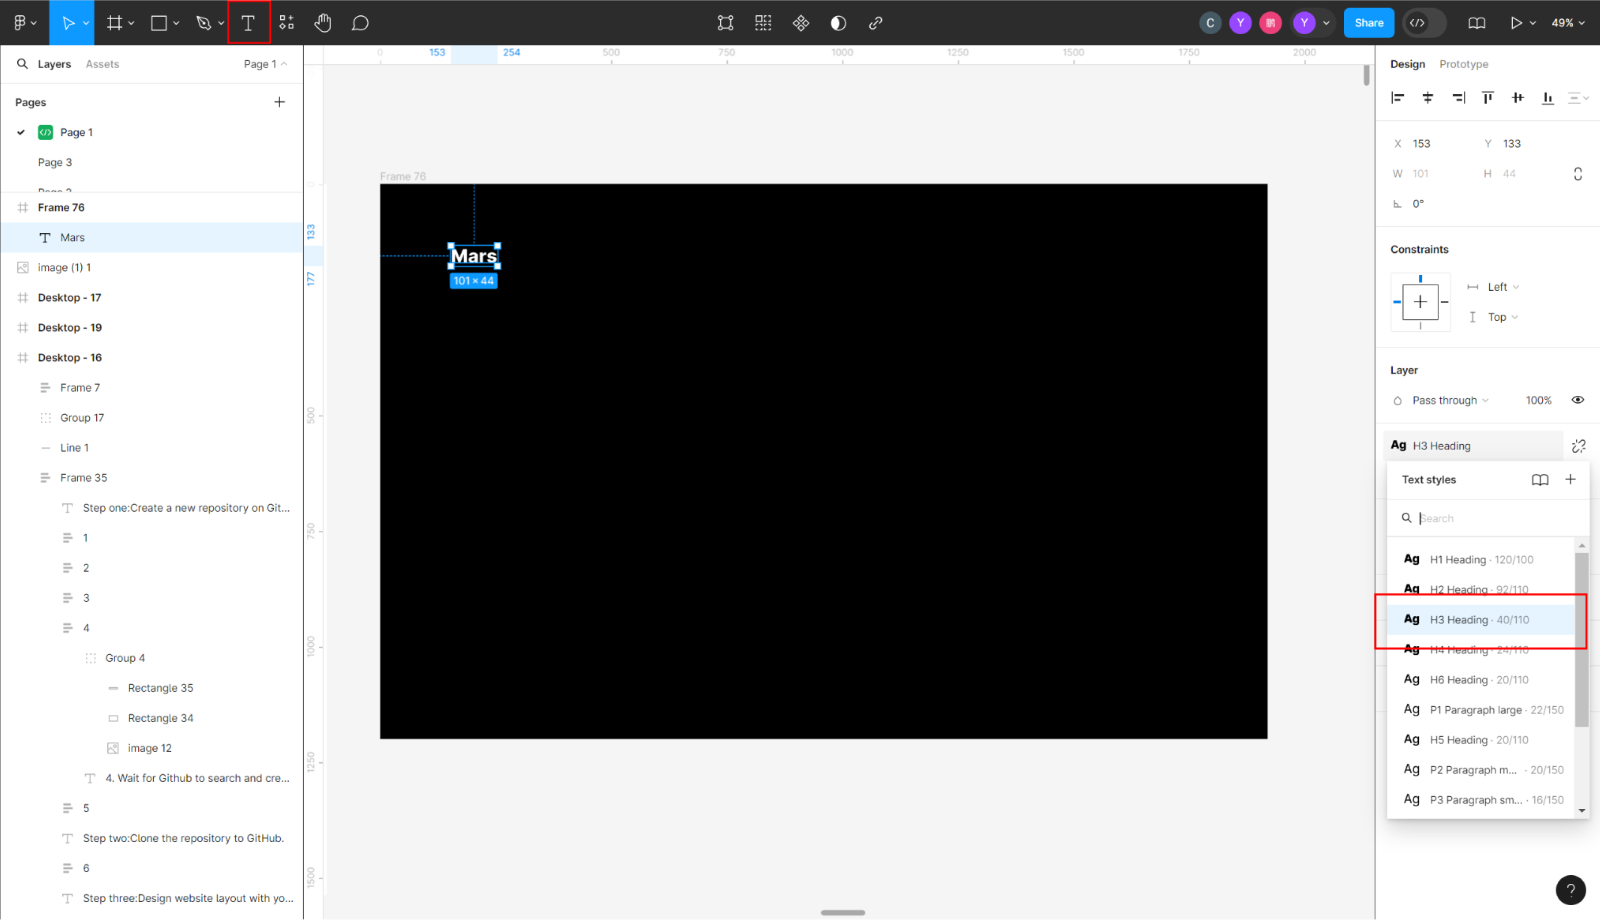 C
Y
Y
Share
49%
Layers
Assets
Page 1
Pages
Page 1
Page 3
Frame 76
Mars
image (1) 1
Desktop - 17
Desktop - 19
Desktop - 16
Frame 7
Group 17
Line 1
Frame 35
Step one:Create a new repository on Git...
1
2
3
4
Group 4
Rectangle 35
Rectangle 34
image 12
4. Wait for Github to search and cre...
5
Step two:Clone the repository to GitHub.
6
Step three:Design website layout with yo...
0
153
254
500
750
1000
1250
1500
1750
2000
0
133
177
500
750
1000
1250
1500
Frame 76
Mars
101 × 44
Design
Prototype
X 153
Y 133
W 101
H 44
0°
Constraints
Left
Top
Layer
Pass through
100%
Ag H3 Heading
Text styles
Search
Ag H1 Heading · 120/100
Ag H2 Heading · 92/110
Ag H3 Heading · 40/110
Ag H4 Heading · 24/110
Ag H6 Heading · 20/110
Ag P1 Paragraph large · 22/150
Ag H5 Heading · 20/110
Ag P2 Paragraph m... · 20/150
Ag P3 Paragraph sm... · 16/150
?